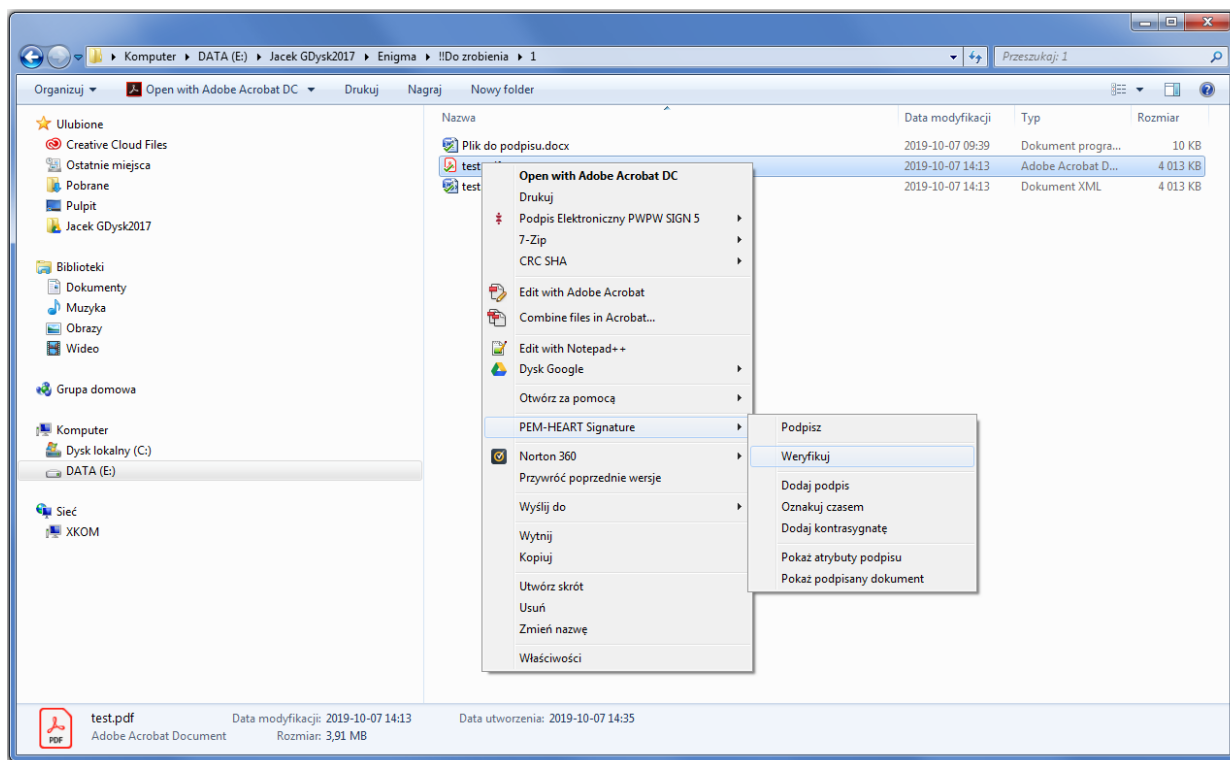 Komputer ▸ DATA (E:) ▸ Jacek GDysk2017 ▸ Enigma ▸ !!Do zrobienia ▸ 1
Przeszukaj: 1
Organizuj Open with Adobe Acrobat DC Drukuj Nagraj Nowy folder
Ulubione
Creative Cloud Files
Ostatnie miejsca
Pobrane
Pulpit
Jacek GDysk2017
Biblioteki
Dokumenty
Muzyka
Obrazy
Wideo
Grupa domowa
Komputer
Dysk lokalny (C:)
DATA (E:)
Sieć
XKOM
Nazwa Data modyfikacji Typ Rozmiar
Plik do podpisu.docx 2019-10-07 09:39 Dokument progra... 10 KB
test 2019-10-07 14:13 Adobe Acrobat D... 4 013 KB
test 2019-10-07 14:13 Dokument XML 4 013 KB
Open with Adobe Acrobat DC
Drukuj
Podpis Elektroniczny PWPW SIGN 5
7-Zip
CRC SHA
Edit with Adobe Acrobat
Combine files in Acrobat...
Edit with Notepad++
Dysk Google
Otwórz za pomocą
PEM-HEART Signature
Norton 360
Przywróć poprzednie wersje
Wyślij do
Wytnij
Kopiuj
Utwórz skrót
Usuń
Zmień nazwę
Właściwości
Podpisz
Weryfikuj
Dodaj podpis
Oznakuj czasem
Dodaj kontrasygnatę
Pokaż atrybuty podpisu
Pokaż podpisany dokument
PDF
test.pdf Data modyfikacji: 2019-10-07 14:13 Data utworzenia: 2019-10-07 14:35
Adobe Acrobat Document Rozmiar: 3,91 MB